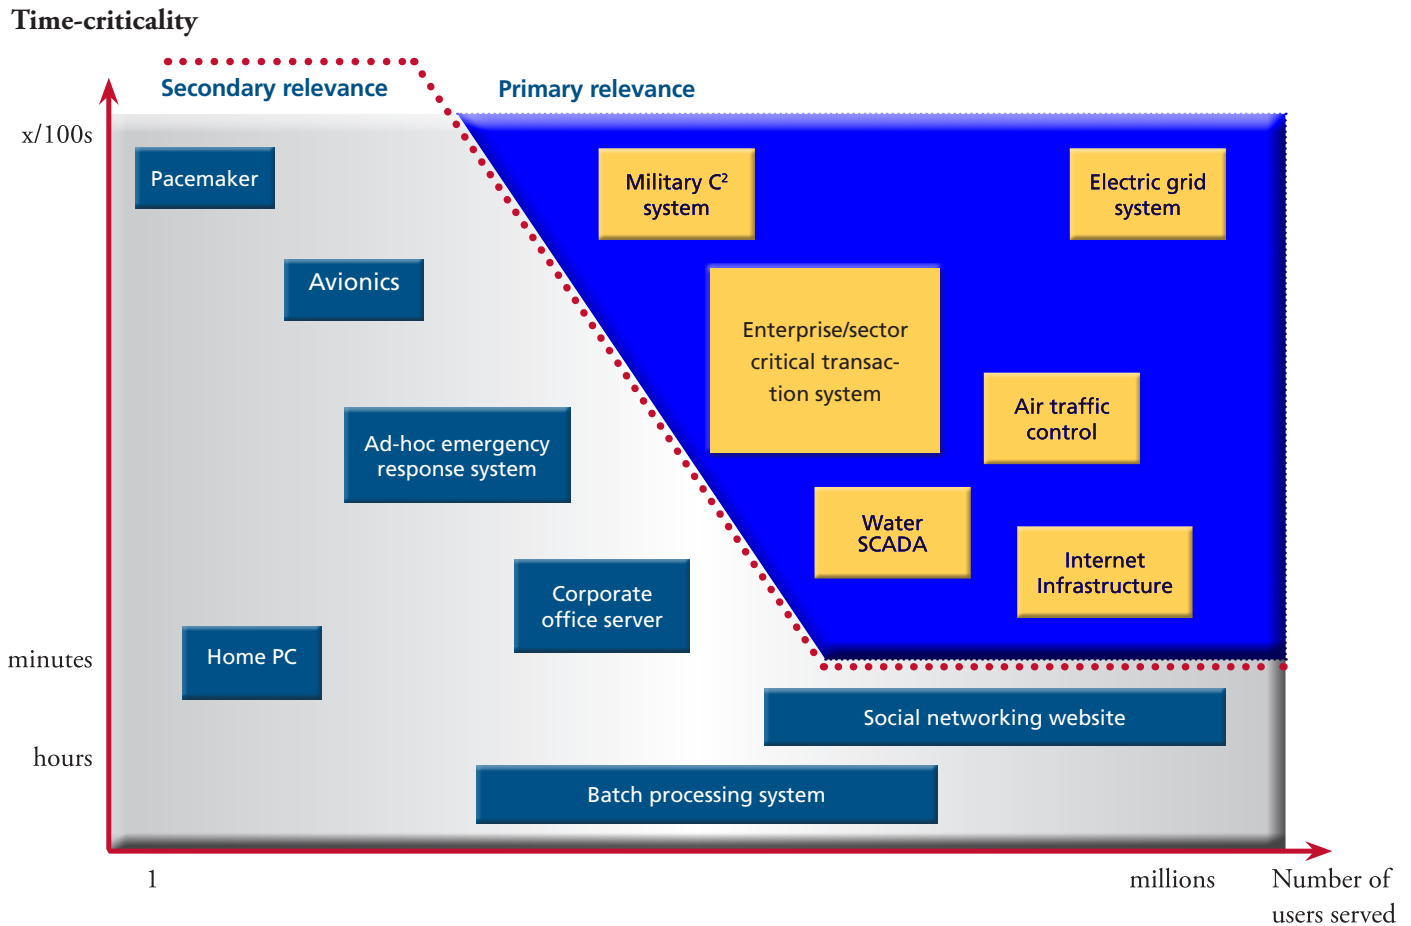 Time-criticality
Secondary relevance
Primary relevance
x/100s
Pacemaker
Military C²
system
Electric grid
system
Avionics
Enterprise/sector
critical transac-
tion system
Air traffic
control
Ad-hoc emergency
response system
Water
SCADA
Internet
Infrastructure
Corporate
office server
minutes
Home PC
Social networking website
hours
Batch processing system
1
millions
Number of
users served